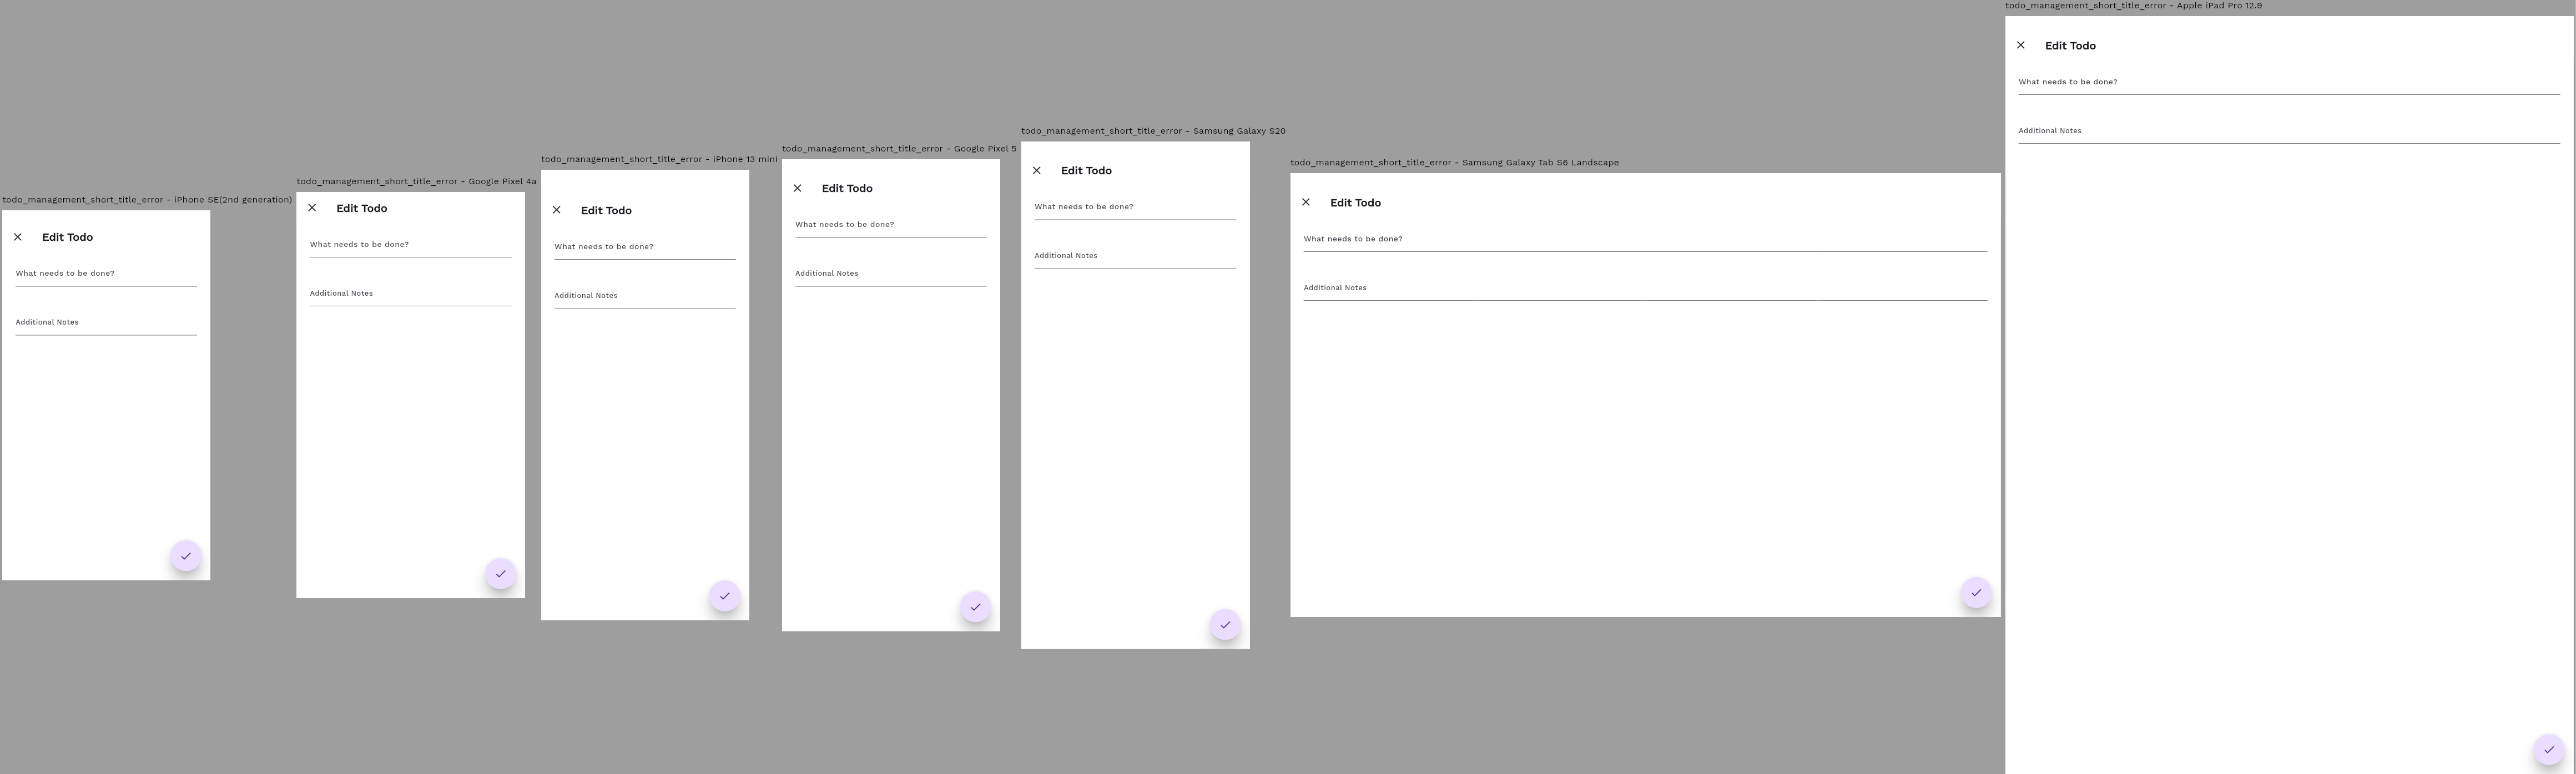 todo_management_short_title_error - iPhone SE(2nd generation)
Edit Todo
What needs to be done?
Additional Notes
todo_management_short_title_error - Google Pixel 4a
Edit Todo
What needs to be done?
Additional Notes
todo_management_short_title_error - iPhone 13 mini
Edit Todo
What needs to be done?
Additional Notes
todo_management_short_title_error - Google Pixel 5
Edit Todo
What needs to be done?
Additional Notes
todo_management_short_title_error - Samsung Galaxy S20
Edit Todo
What needs to be done?
Additional Notes
todo_management_short_title_error - Samsung Galaxy Tab S6 Landscape
Edit Todo
What needs to be done?
Additional Notes
todo_management_short_title_error - Apple iPad Pro 12.9
Edit Todo
What needs to be done?
Additional Notes